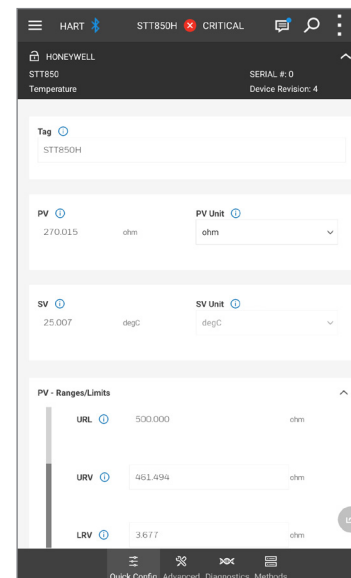 HART STT850H CRITICAL
HONEYWELL
STT850 SERIAL #: 0
Temperature Device Revision: 4
Tag
STT850H
PV PV Unit
270.015 ohm ohm
SV SV Unit
25.007 degC degC
PV - Ranges/Limits
URL 500.000 ohm
URV 461.494 ohm
LRV 3.677 ohm
Quick Config Advanced Diagnostics Methods